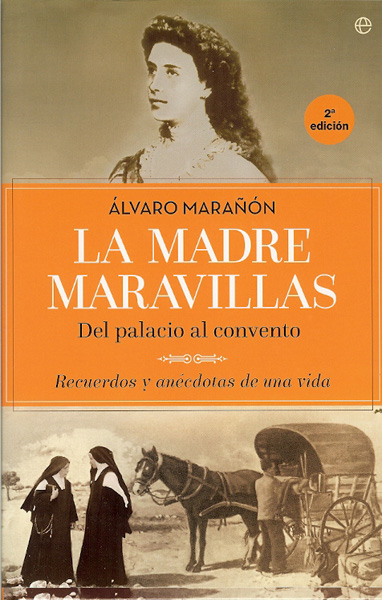 2ª
edición
ÁLVARO MARAÑÓN
LA MADRE
MARAVILLAS
Del palacio al convento
Recuerdos y anécdotas de una vida